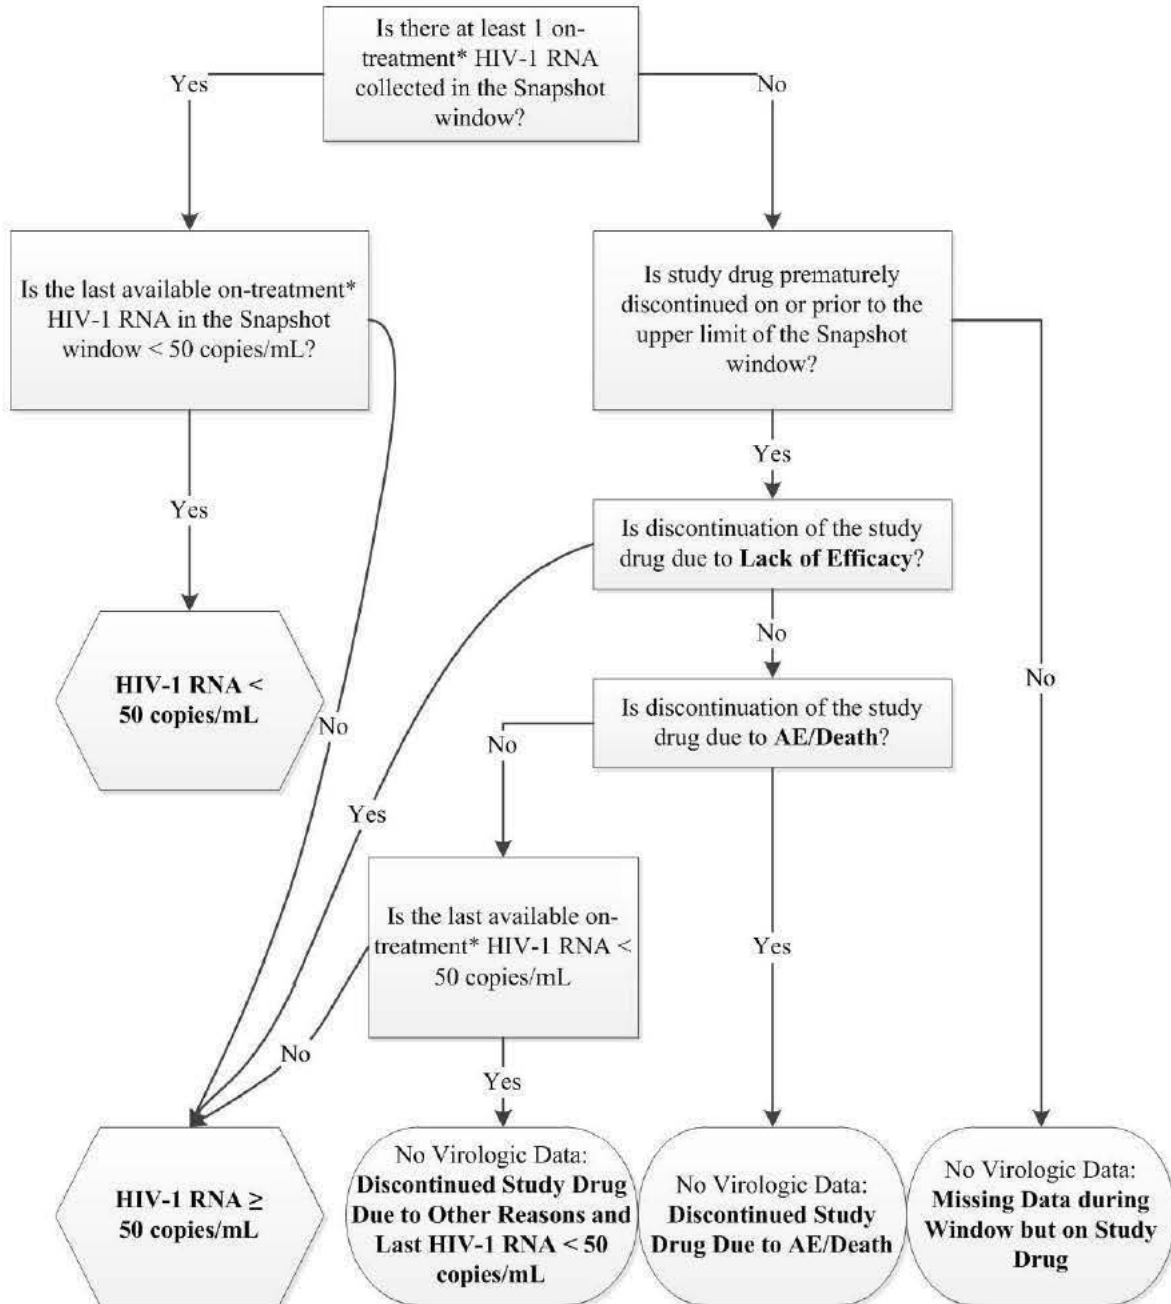 Is there at least 1 on-
treatment* HIV-1 RNA
collected in the Snapshot
window?
Yes
No
Is the last available on-treatment*
HIV-1 RNA in the Snapshot
window < 50 copies/mL?
Is study drug prematurely
discontinued on or prior to the
upper limit of the Snapshot
window?
Yes
Yes
Is discontinuation of the study
drug due to Lack of Efficacy?
No
HIV-1 RNA <
50 copies/mL
No
No
Is discontinuation of the study
drug due to AE/Death?
No
Yes
Is the last available on-
treatment* HIV-1 RNA <
50 copies/mL
Yes
No
Yes
HIV-1 RNA ≥
50 copies/mL
No Virologic Data:
Discontinued Study Drug
Due to Other Reasons and
Last HIV-1 RNA < 50
copies/mL
No Virologic Data:
Discontinued Study
Drug Due to AE/Death
No Virologic Data:
Missing Data during
Window but on Study
Drug